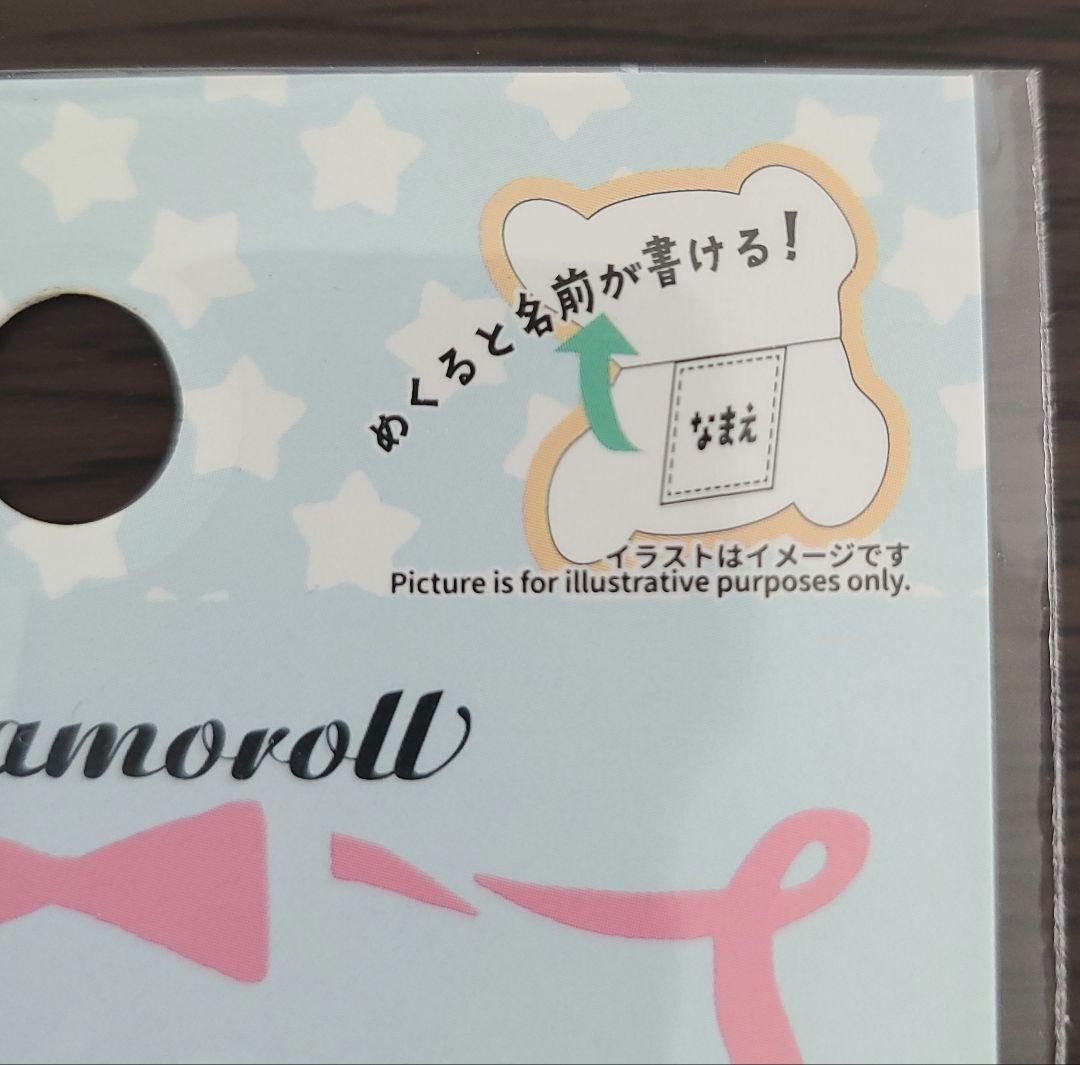 めくると名前が書ける!
なまえ
イラストはイメージです
Picture is for illustrative purposes only.
amoroll